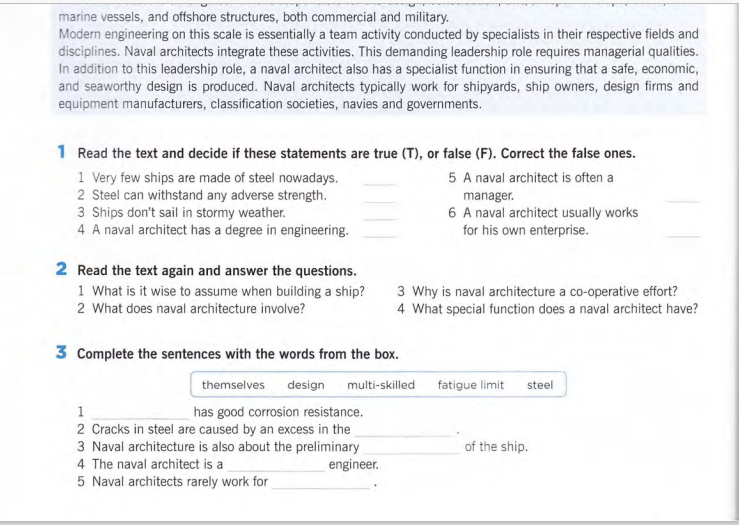 marine vessels, and offshore structures, both commercial and military.
Modern engineering on this scale is essentially a team activity conducted by specialists in their respective fields and
disciplines. Naval architects integrate these activities. This demanding leadership role requires managerial qualities.
In addition to this leadership role, a naval architect also has a specialist function in ensuring that a safe, economic,
and seaworthy design is produced. Naval architects typically work for shipyards, ship owners, design firms and
equipment manufacturers, classification societies, navies and governments.
1 Read the text and decide if these statements are true (T), or false (F). Correct the false ones.
1 Very few ships are made of steel nowadays.
2 Steel can withstand any adverse strength.
3 Ships don't sail in stormy weather.
4 A naval architect has a degree in engineering.
5 A naval architect is often a
manager.
6 A naval architect usually works
for his own enterprise.
2 Read the text again and answer the questions.
1 What is it wise to assume when building a ship?
2 What does naval architecture involve?
3 Why is naval architecture a co-operative effort?
4 What special function does a naval architect have?
3 Complete the sentences with the words from the box.
themselves design multi-skilled fatigue limit steel
1 ____________ has good corrosion resistance.
2 Cracks in steel are caused by an excess in the ____________ .
3 Naval architecture is also about the preliminary ____________ of the ship.
4 The naval architect is a ____________ engineer.
5 Naval architects rarely work for ____________ .